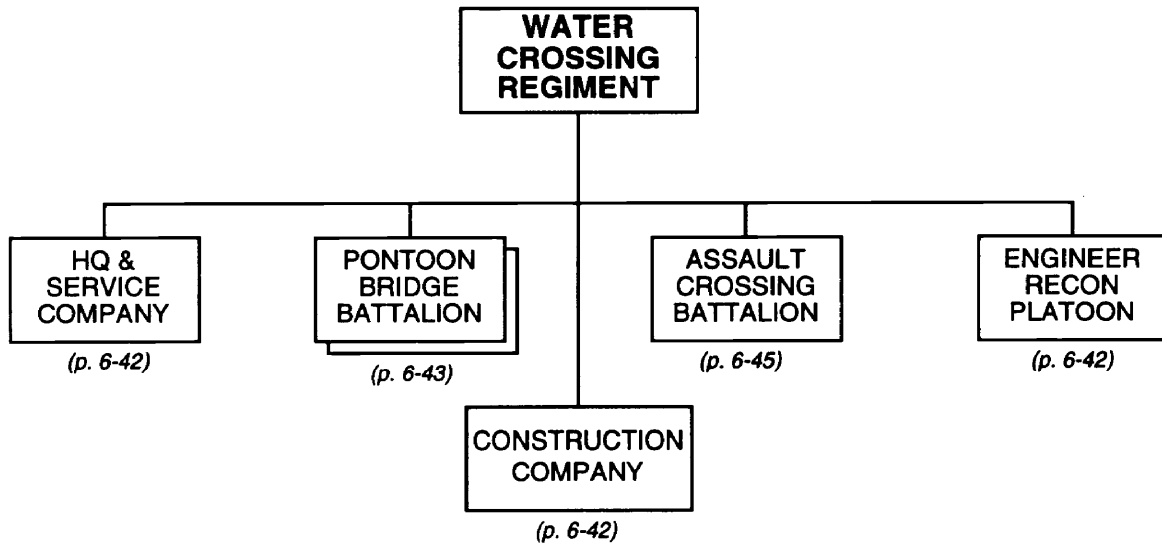 WATER
CROSSING
REGIMENT
HQ &
SERVICE
COMPANY
(p. 6-42)
PONTOON
BRIDGE
BATTALION
(p. 6-43)
ASSAULT
CROSSING
BATTALION
(p. 6-45)
ENGINEER
RECON
PLATOON
(p. 6-42)
CONSTRUCTION
COMPANY
(p. 6-42)